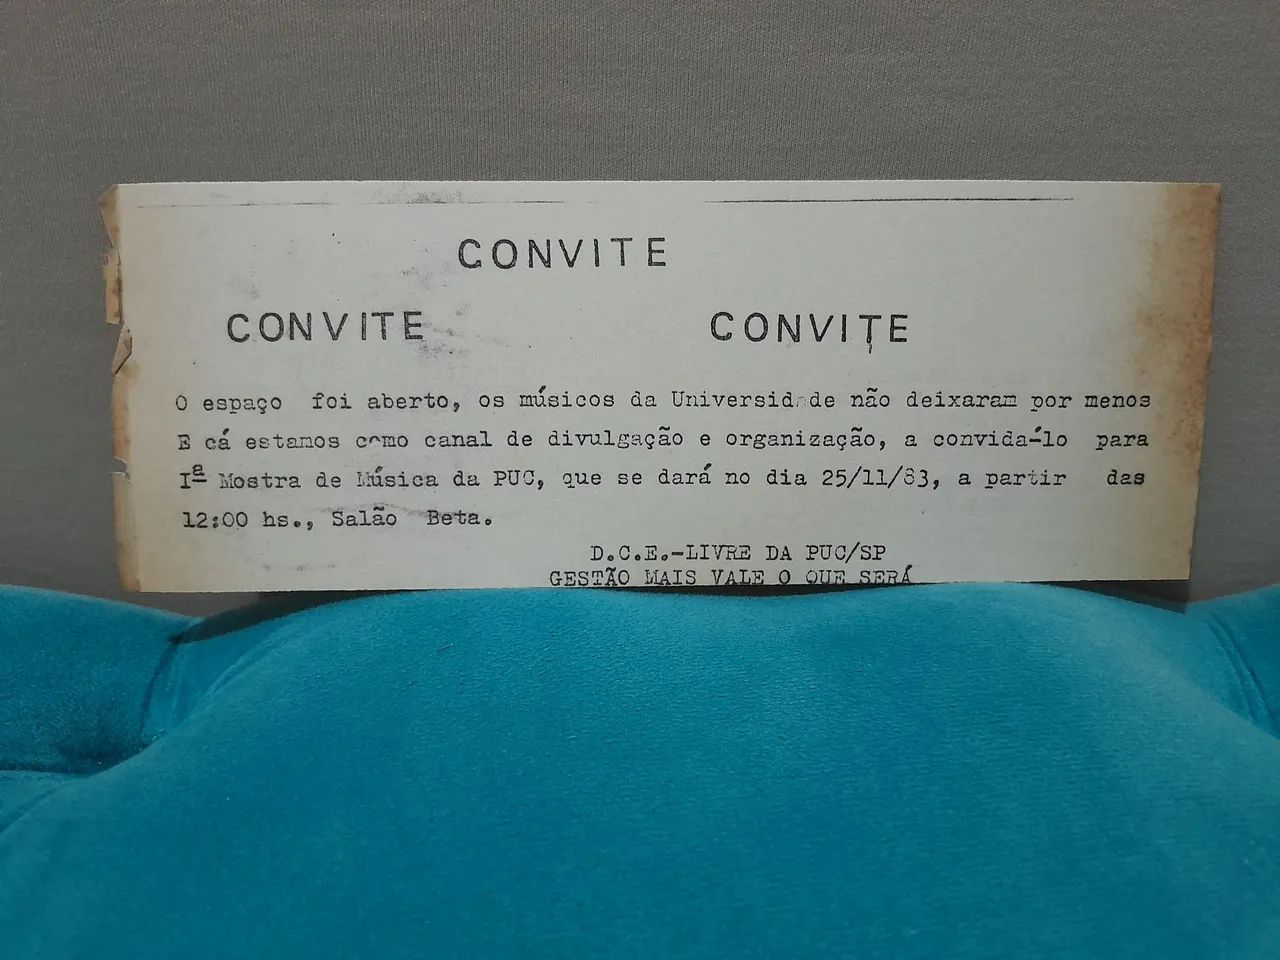 CONVITE
CONVITE CONVITE
O espaço foi aberto, os músicos da Universidade não deixaram por menos
E cá estamos como canal de divulgação e organização, a convida-lo para
Iª Mostra de Música da PUC, que se dará no dia 25/11/83, a partir das
12:00 hs., Salão Beta.
D.C.E.-LIVRE DA PUC/SP
GESTÃO MAIS VALE O QUE SERÁ